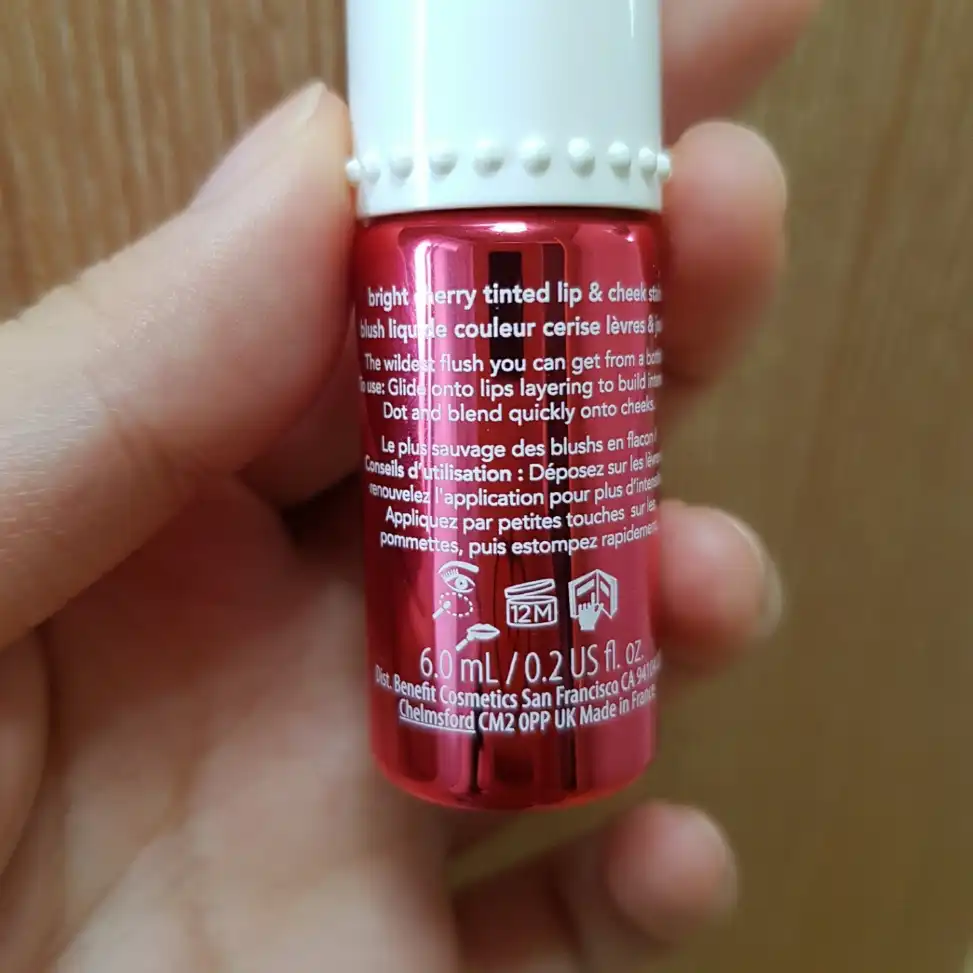 bright cherry tinted lip & cheek
blush liquide couleur cerise lèvres &
The wildest flush you can get from a
use: Glide onto lips layering to build
Dot and blend quickly onto cheeks.
Le plus sauvage des blushs en flacon
Conseils d'utilisation : Déposez sur les
renouvelez l'application pour plus
Appliquez par petites touches sur les
pommettes, puis estompez rapidement
12M
6.0 mL / 0.2 US fl. oz.
Dist. Benefit Cosmetics San Francisco CA
Chelmsford CM2 0PP UK Made in France